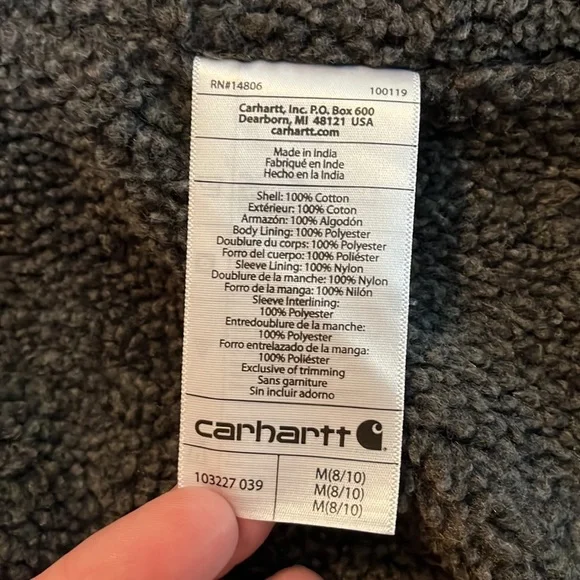 RN#14806 100119
Carhartt, Inc. P.O. Box 600
Dearborn, MI 48121 USA
carhartt.com
Made in India
Fabriqué en Inde
Hecho en la Índia
Shell: 100% Cotton
Extérieur: 100% Coton
Armazón: 100% Algodón
Body Lining: 100% Polyester
Doublure du corps: 100% Polyester
Forro del cuerpo: 100% Poliéster
Sleeve Lining: 100% Nylon
Doublure de la manche: 100% Nylon
Forro de la manga: 100% Nilón
Sleeve Interlining:
100% Polyester
Entredoublure de la manche:
100% Polyester
Forro entrelazado de la manga:
100% Poliéster
Exclusive of trimming
Sans garniture
Sin incluir adorno
carhartt
103227 039
M(8/10)
M(8/10)
M(8/10)